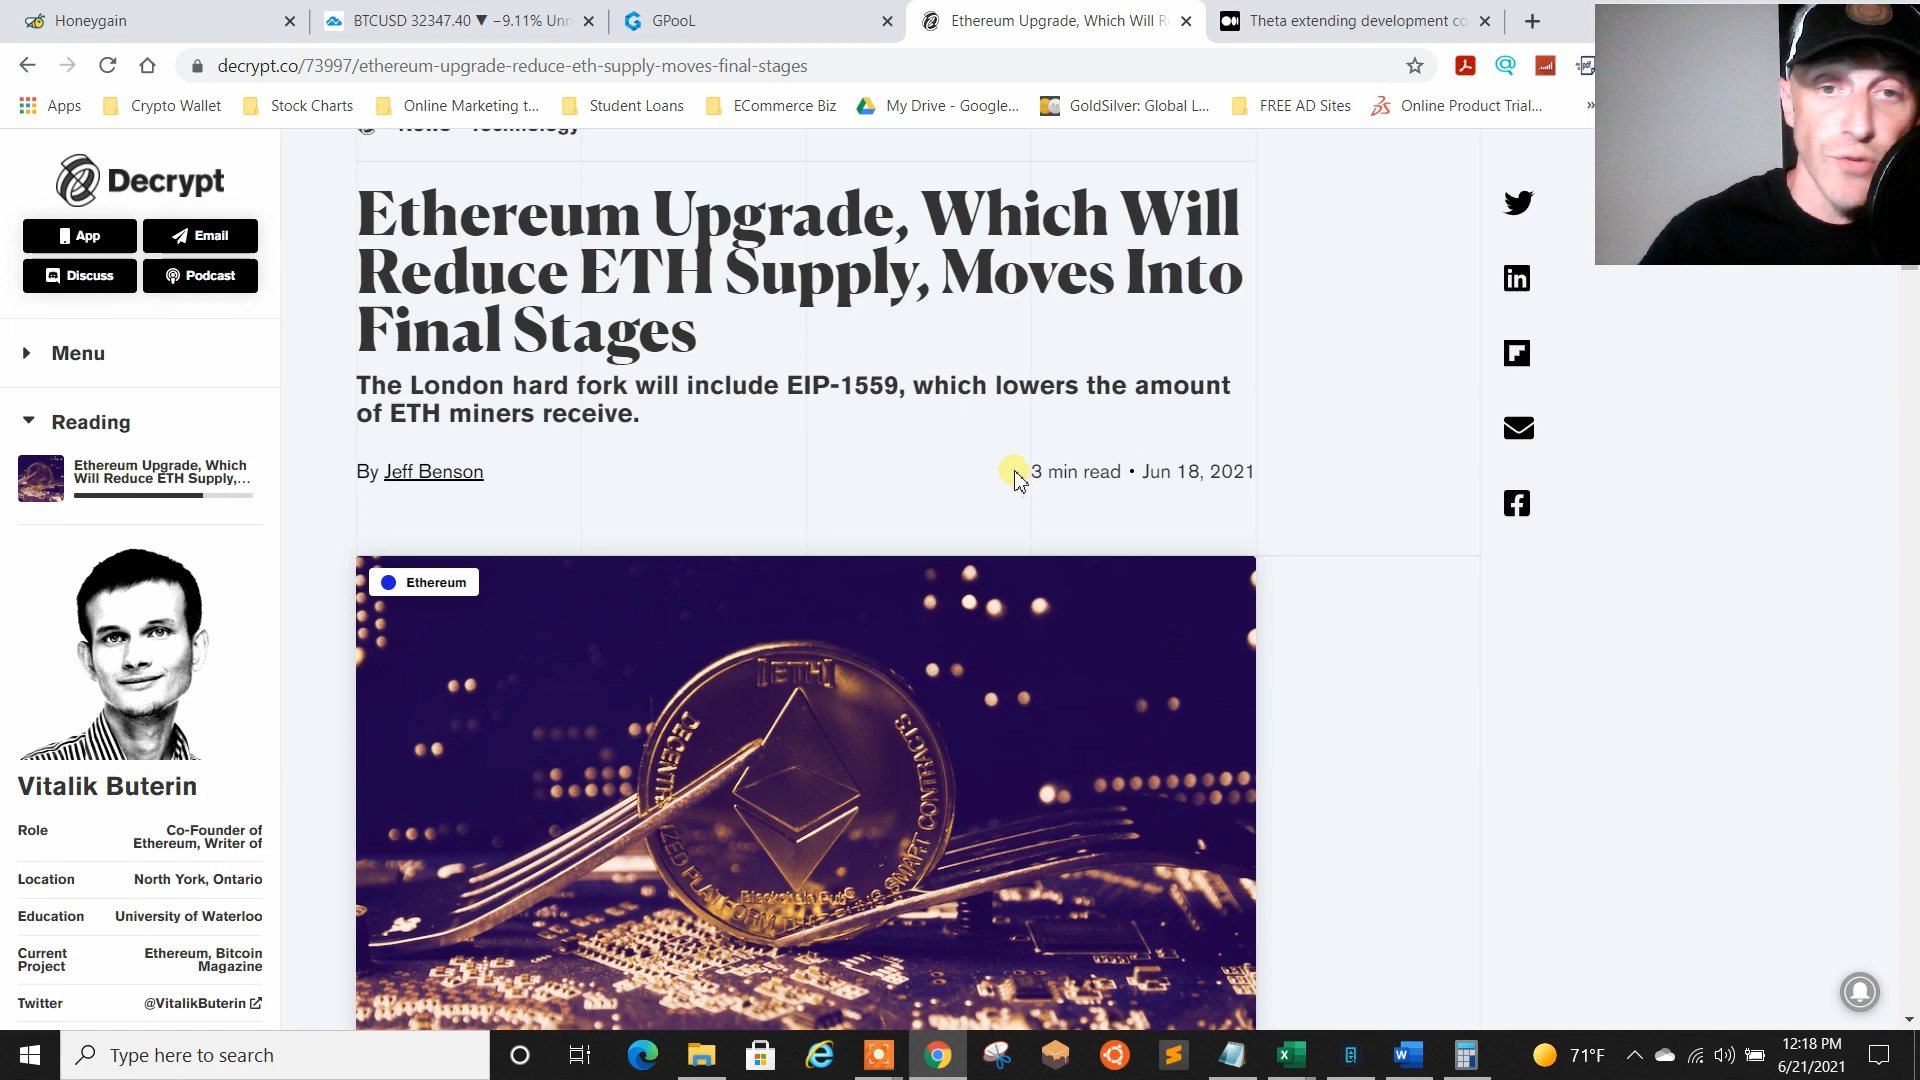 Honeygain
BTCUSD 32347.40 ▼ −9.11% Unn
GPooL
Ethereum Upgrade, Which Will R
Theta extending development co
decrypt.co/73997/ethereum-upgrade-reduce-eth-supply-moves-final-stages
Apps
Crypto Wallet
Stock Charts
Online Marketing t...
Student Loans
ECommerce Biz
My Drive - Google...
GoldSilver: Global L...
FREE AD Sites
Online Product Trial...
»
News
Technology
Decrypt
App
Email
Discuss
Podcast
Menu
Reading
Ethereum Upgrade, Which
Will Reduce ETH Supply,...
Vitalik Buterin
Role
Co-Founder of
Ethereum, Writer of
Location
North York, Ontario
Education
University of Waterloo
Current
Project
Ethereum, Bitcoin
Magazine
Twitter
@VitalikButerin
Ethereum Upgrade, Which Will
Reduce ETH Supply, Moves Into
Final Stages
The London hard fork will include EIP-1559, which lowers the amount
of ETH miners receive.
By Jeff Benson
3 min read • Jun 18, 2021
Ethereum
[ETH]
DECENTRA
IZED PLATFORM
SMART CONTRACTS
Type here to search
71°F
12:18 PM
6/21/2021